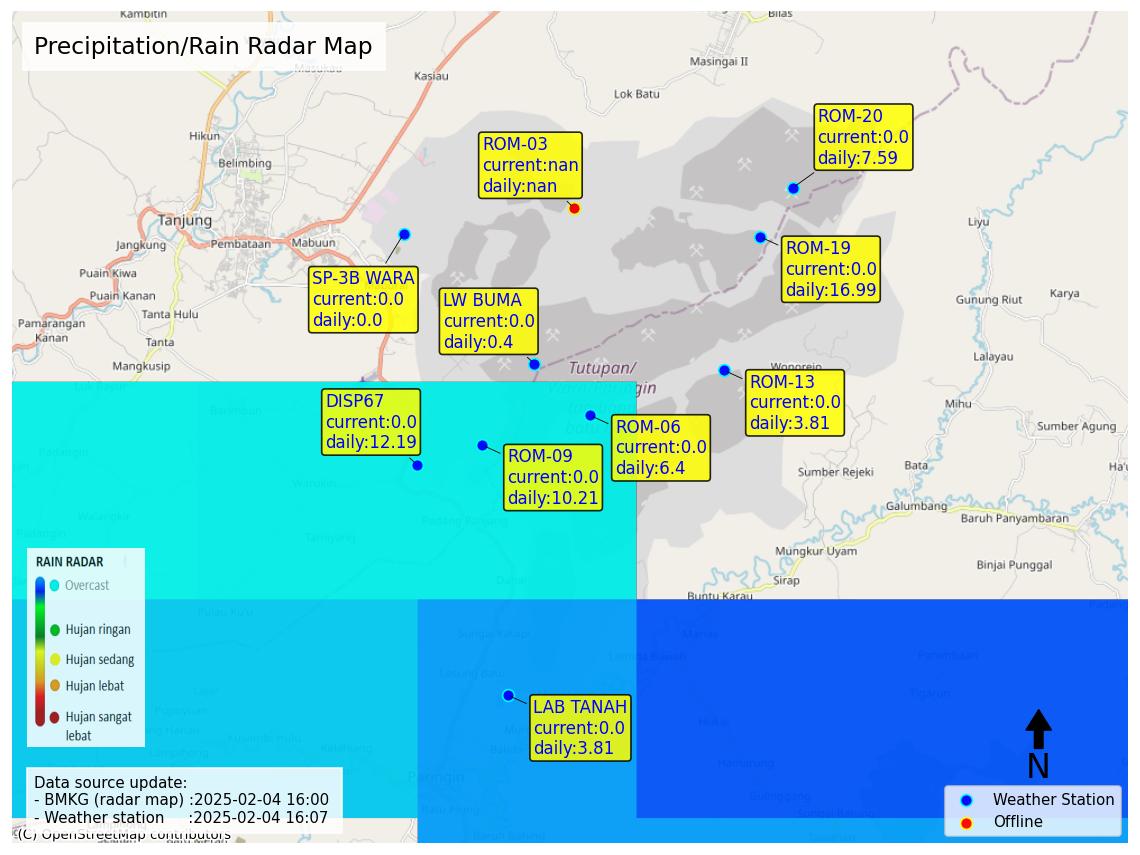 Kambitin
Bilas
Precipitation/Rain Radar Map
Masukau
Masingai II
Kasiau
Lok Batu
ROM-20
current:0.0
daily:7.59
Hikun
ROM-03
current:nan
daily:nan
Belimbing
Tanjung
Liyu
Jangkung
Pembataan
Mabuun
ROM-19
current:0.0
daily:16.99
Puain Kiwa
SP-3B WARA
current:0.0
daily:0.0
Puain Kanan
LW BUMA
current:0.0
daily:0.4
Gunung Riut
Karya
Tanta Hulu
Pamarangan
Kanan
Tanta
Lalayau
Mangkusip
Tutupan/
Wonorejo
ROM-13
current:0.0
daily:3.81
DISP67
current:0.0
daily:12.19
Mihu
ROM-06
current:0.0
daily:6.4
Sumber Agung
ROM-09
current:0.0
daily:10.21
Sumber Rejeki
Bata
Ha'u
Galumbang
Baruh Panyambaran
Mungkur Uyam
Binjai Punggal
Sirap
Buntu Karau
RAIN RADAR
Overcast
Hujan ringan
Hujan sedang
Hujan lebat
Hujan sangat
lebat
LAB TANAH
current:0.0
daily:3.81
Paringin
N
Data source update:
- BMKG (radar map) :2025-02-04 16:00
- Weather station :2025-02-04 16:07
Weather Station
Offline
(C) OpenStreetMap contributors